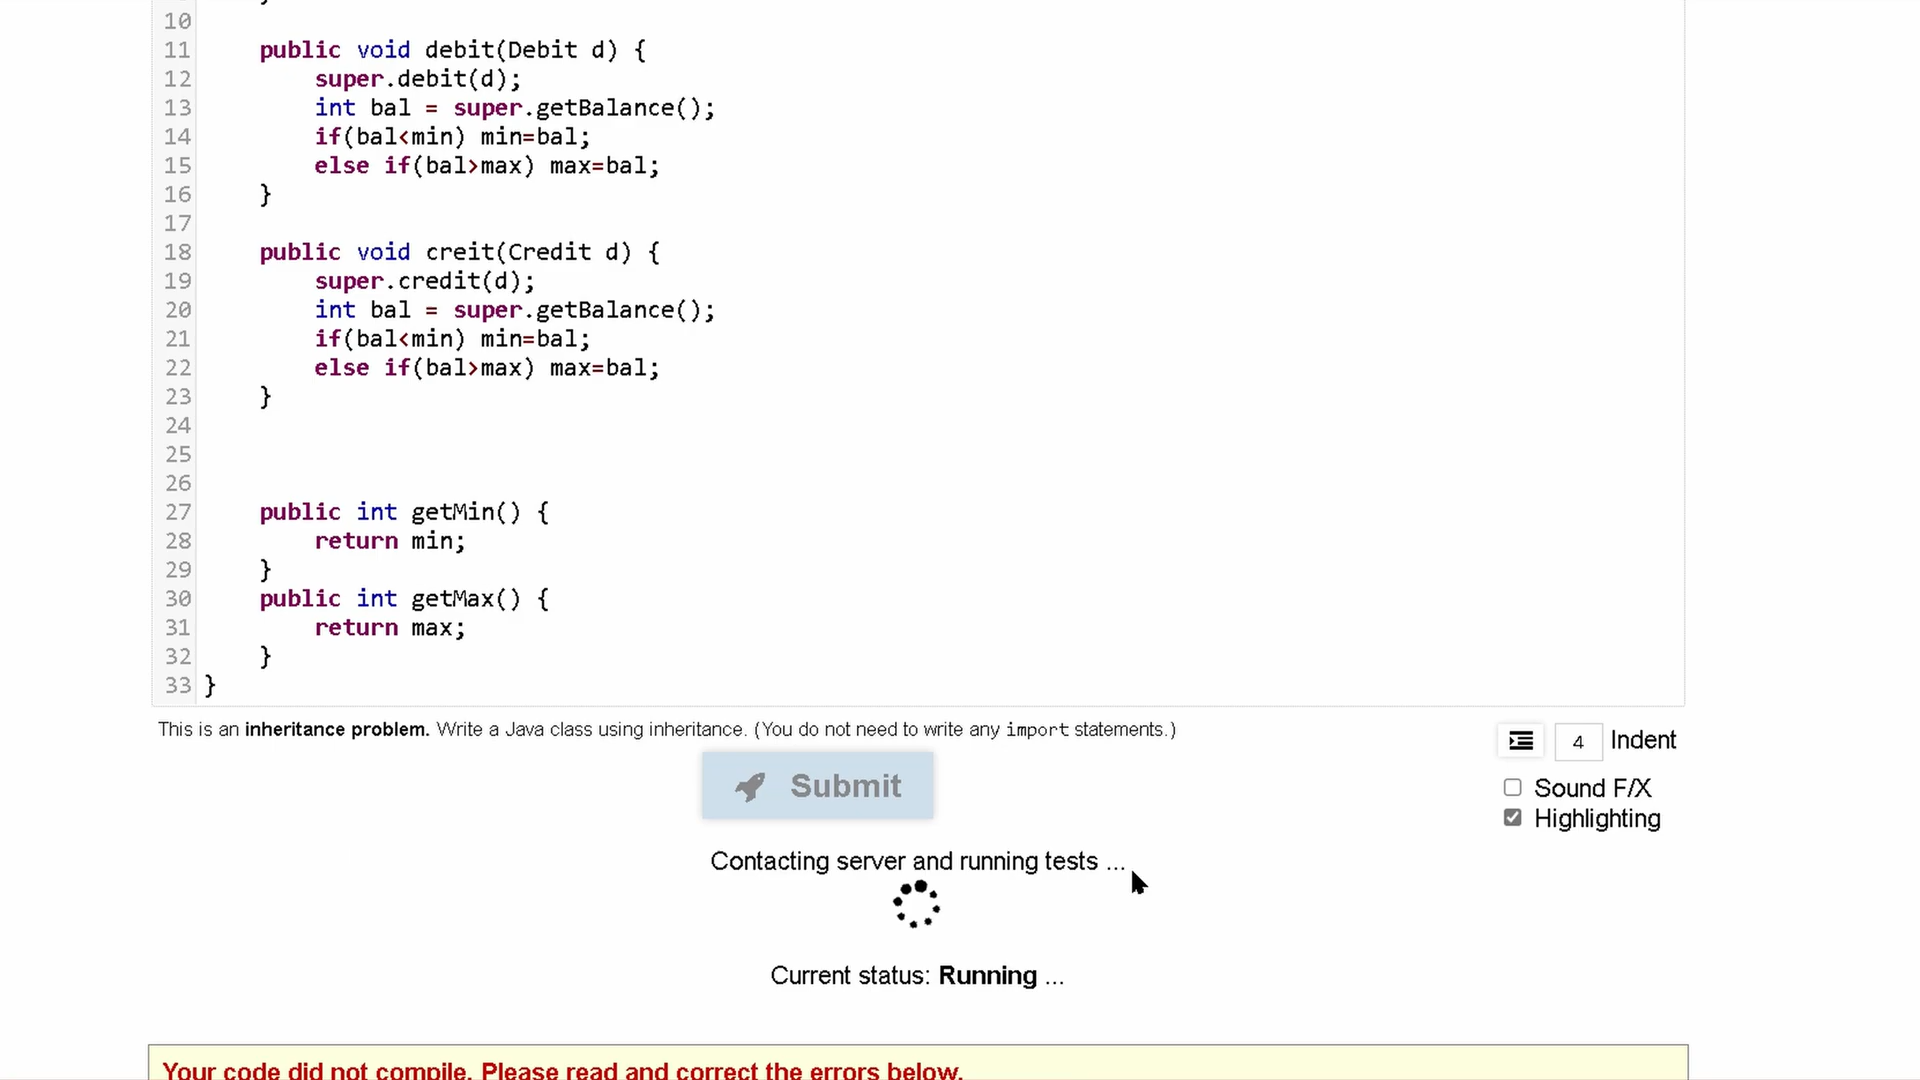 10
11 public void debit(Debit d) {
12 super.debit(d);
13 int bal = super.getBalance();
14 if(bal<min) min=bal;
15 else if(bal>max) max=bal;
16 }
17
18 public void creit(Credit d) {
19 super.credit(d);
20 int bal = super.getBalance();
21 if(bal<min) min=bal;
22 else if(bal>max) max=bal;
23 }
24
25
26
27 public int getMin() {
28 return min;
29 }
30 public int getMax() {
31 return max;
32 }
33 }
This is an inheritance problem. Write a Java class using inheritance. (You do not need to write any import statements.)
4 Indent
Submit
Sound F/X
Highlighting
Contacting server and running tests ...
Current status: Running ...
Your code did not compile. Please read and correct the errors below.